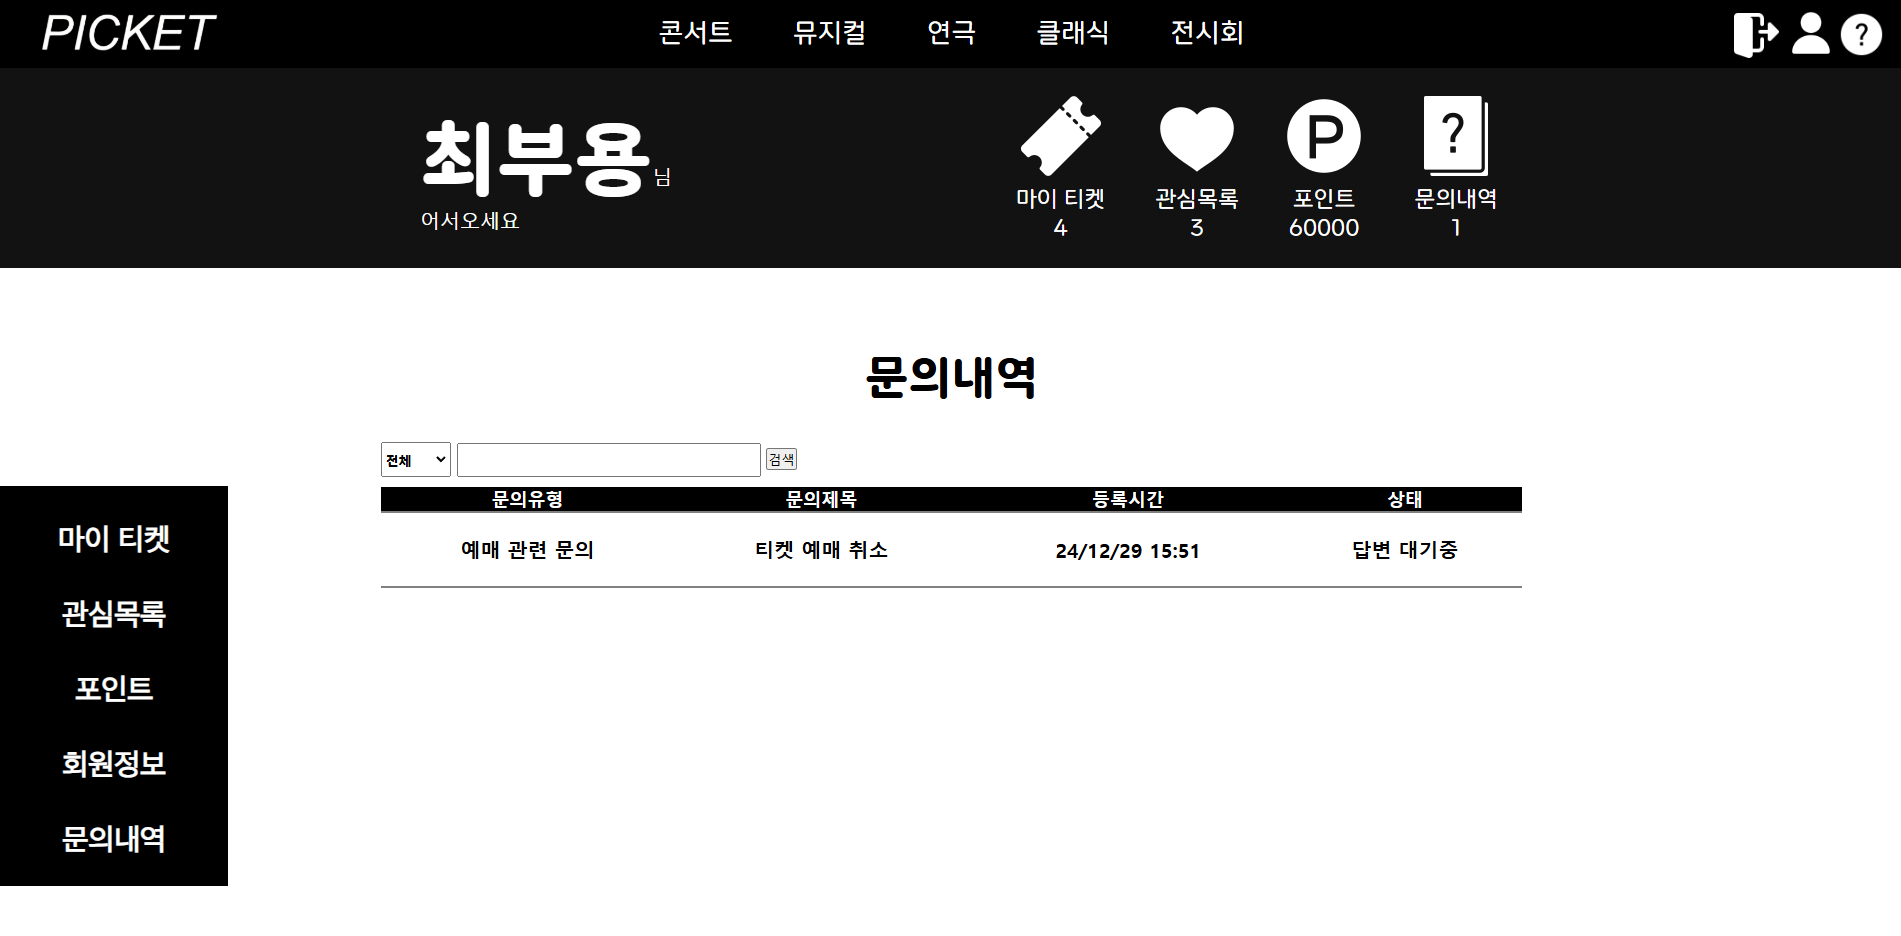 PICKET 콘서트 뮤지컬 연극 클래식 전시회 ?
최부용님
어서오세요
P ?
마이 티켓 관심목록 포인트 문의내역
4 3 60000 1
문의내역
전체 검색
문의유형 문의제목 등록시간 상태
예매 관련 문의 티켓 예매 취소 24/12/29 15:51 답변 대기중
마이 티켓
관심목록
포인트
회원정보
문의내역